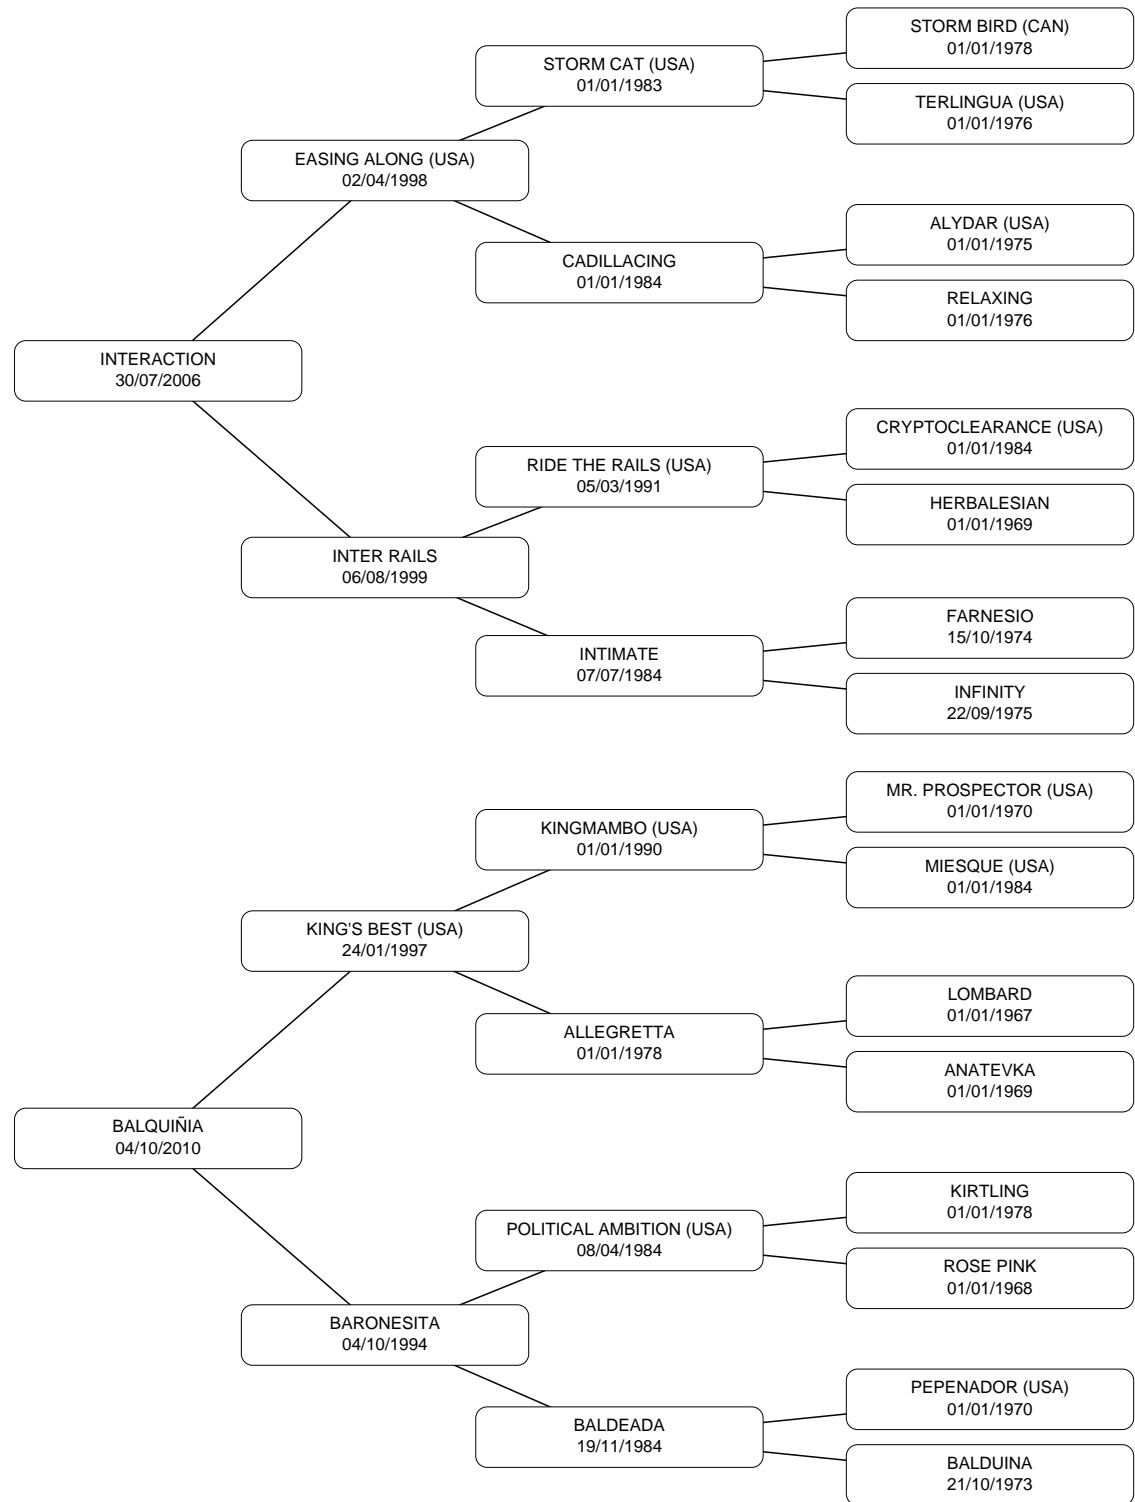 STORM BIRD (CAN)
01/01/1978
STORM CAT (USA)
01/01/1983
TERLINGUA (USA)
01/01/1976
EASING ALONG (USA)
02/04/1998
ALYDAR (USA)
01/01/1975
CADILLACING
01/01/1984
RELAXING
01/01/1976
INTERACTION
30/07/2006
CRYPTOCLEARANCE (USA)
01/01/1984
RIDE THE RAILS (USA)
05/03/1991
HERBALESIAN
01/01/1969
INTER RAILS
06/08/1999
FARNESIO
15/10/1974
INTIMATE
07/07/1984
INFINITY
22/09/1975
MR. PROSPECTOR (USA)
01/01/1970
KINGMAMBO (USA)
01/01/1990
MIESQUE (USA)
01/01/1984
KING'S BEST (USA)
24/01/1997
LOMBARD
01/01/1967
ALLEGRETTA
01/01/1978
ANATEVKA
01/01/1969
BALQUIÑIA
04/10/2010
KIRTLING
01/01/1978
POLITICAL AMBITION (USA)
08/04/1984
ROSE PINK
01/01/1968
BARONESITA
04/10/1994
PEPENADOR (USA)
01/01/1970
BALDEADA
19/11/1984
BALDUINA
21/10/1973